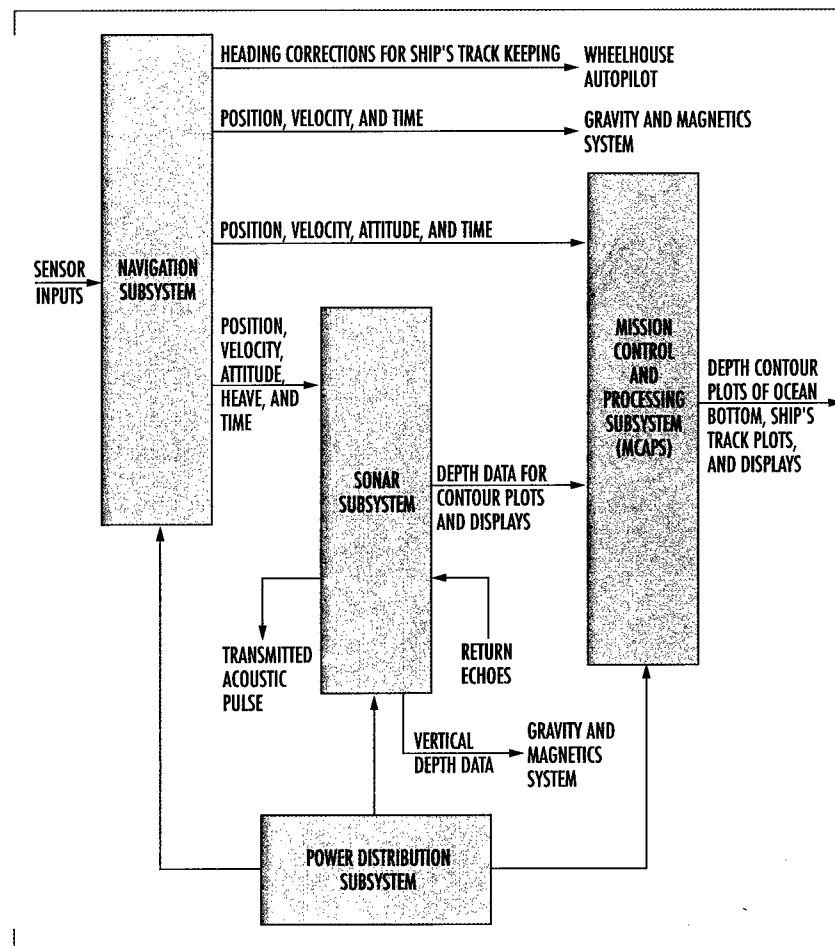 HEADING CORRECTIONS FOR SHIP'S TRACK KEEPING
WHEELHOUSE
AUTOPILOT
POSITION, VELOCITY, AND TIME
GRAVITY AND MAGNETICS
SYSTEM
POSITION, VELOCITY, ATTITUDE, AND TIME
SENSOR
INPUTS
NAVIGATION
SUBSYSTEM
POSITION,
VELOCITY,
ATTITUDE,
HEAVE, AND
TIME
MISSION
CONTROL
AND
PROCESSING
SUBSYSTEM
(MCAPS)
DEPTH CONTOUR
PLOTS OF OCEAN
BOTTOM, SHIP'S
TRACK PLOTS,
AND DISPLAYS
SONAR
SUBSYSTEM
DEPTH DATA FOR
CONTOUR PLOTS
AND DISPLAYS
TRANSMITTED
ACOUSTIC
PULSE
RETURN
ECHOES
VERTICAL
DEPTH DATA
GRAVITY AND
MAGNETICS
SYSTEM
POWER DISTRIBUTION
SUBSYSTEM